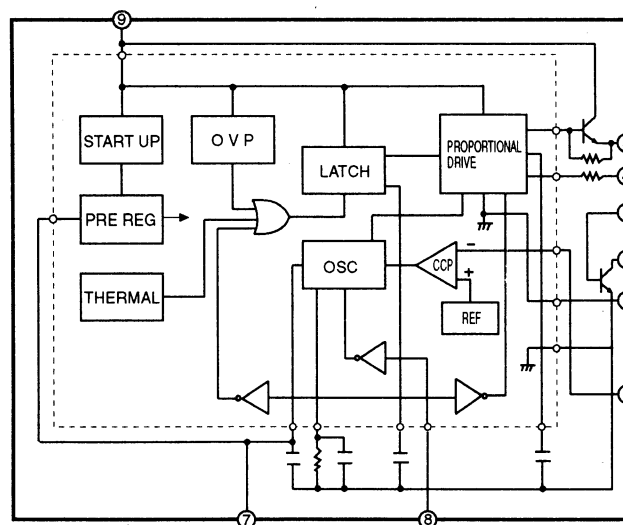 9
START UP
O V P
PROPORTIONAL
DRIVE
LATCH
PRE REG
OSC
CCP
−
+
THERMAL
REF
7
8